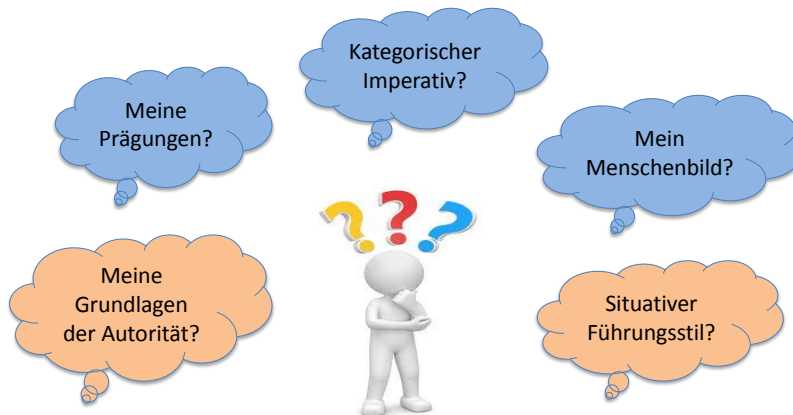 Kategorischer
Imperativ?
Meine
Prägungen?
Mein
Menschenbild?
Meine
Grundlagen
der Autorität?
Situativer
Führungsstil?